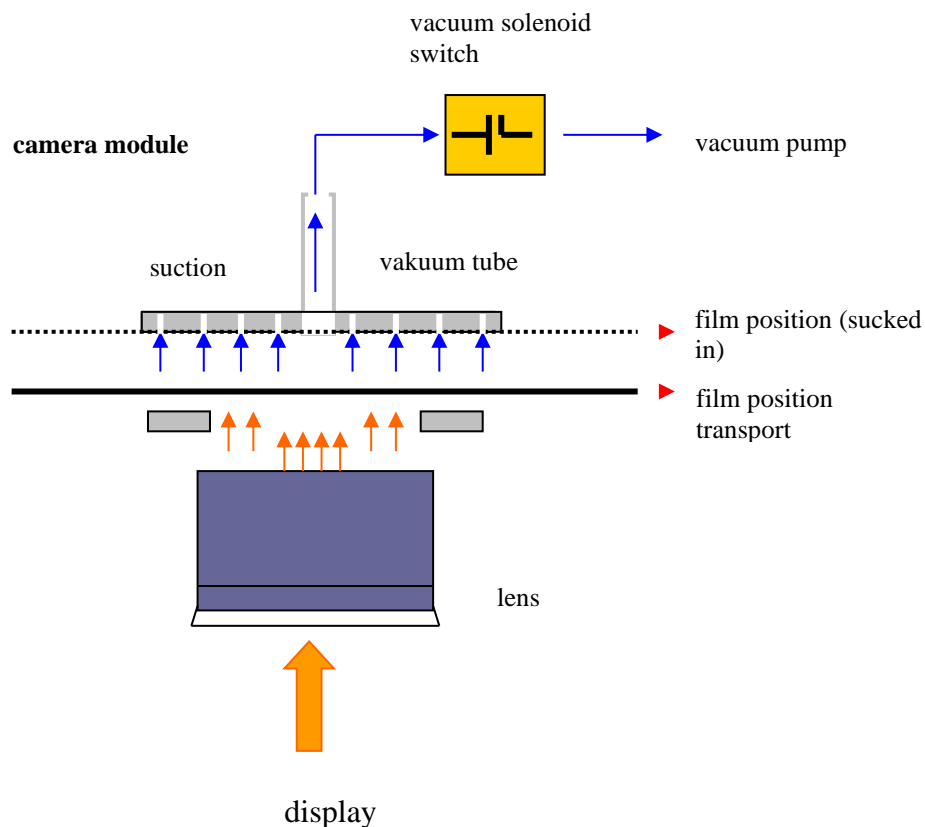 vacuum solenoid
switch
camera module
vacuum pump
suction
vakuum tube
film position (sucked
in)
film position
transport
lens
display